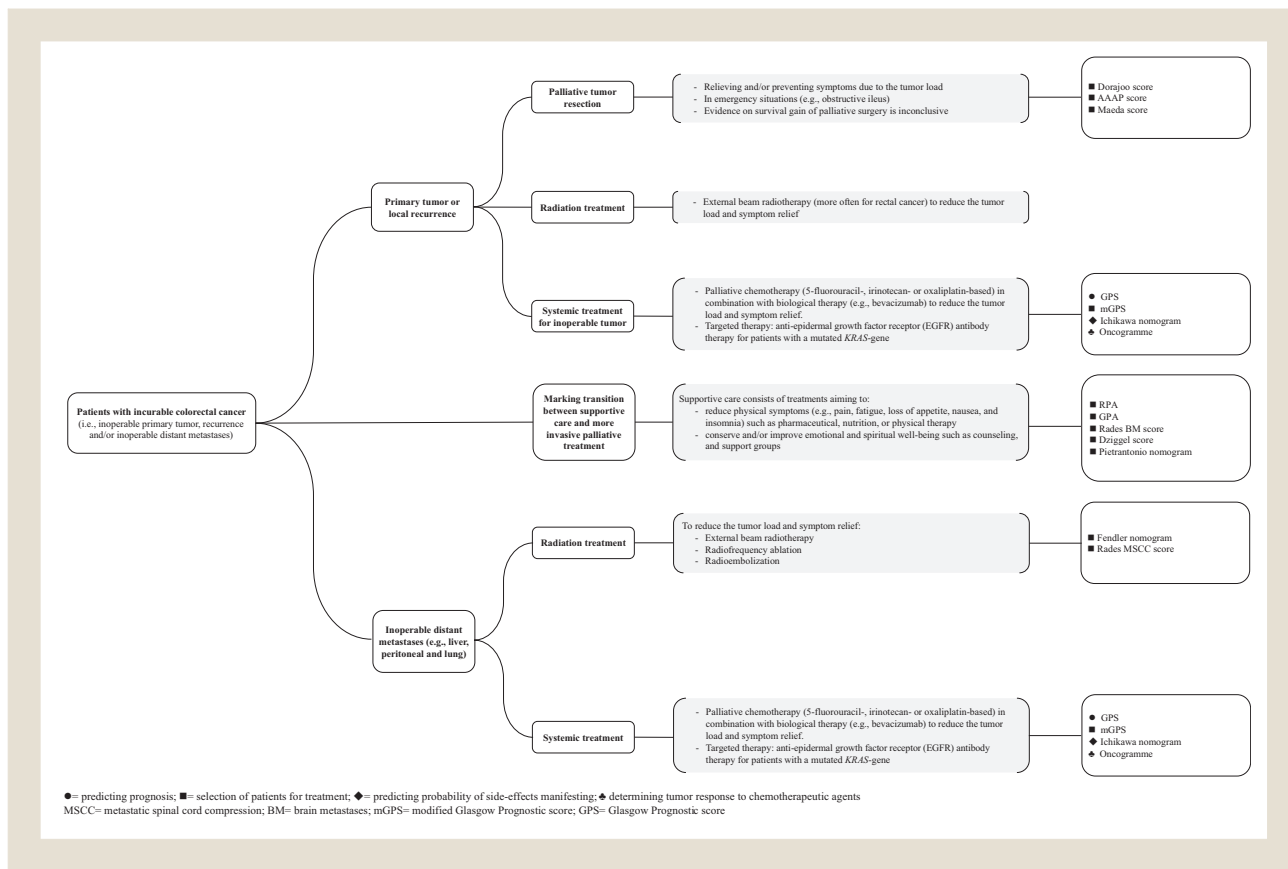 Palliative tumor
resection
- Relieving and/or preventing symptoms due to the tumor load
- In emergency situations (e.g., obstructive ileus)
- Evidence on survival gain of palliative surgery is inconclusive
■ Dorajoo score
■ AAAP score
■ Maeda score
Primary tumor or
local recurrence
Radiation treatment
- External beam radiotherapy (more often for rectal cancer) to reduce the tumor
load and symptom relief
Systemic treatment
for inoperable tumor
- Palliative chemotherapy (5-fluorouracil-, irinotecan- or oxaliplatin-based) in
combination with biological therapy (e.g., bevacizumab) to reduce the tumor
load and symptom relief.
- Targeted therapy: anti-epidermal growth factor receptor (EGFR) antibody
therapy for patients with a mutated KRAS-gene
● GPS
■ mGPS
◆ Ichikawa nomogram
♣ Oncogramme
Patients with incurable colorectal cancer
(i.e., inoperable primary tumor, recurrence
and/or inoperable distant metastases)
Marking transition
between supportive
care and more
invasive palliative
treatment
Supportive care consists of treatments aiming to:
- reduce physical symptoms (e.g., pain, fatigue, loss of appetite, nausea, and
insomnia) such as pharmaceutical, nutrition, or physical therapy
- conserve and/or improve emotional and spiritual well-being such as counseling,
and support groups
■ RPA
■ GPA
■ Rades BM score
■ Dziggel score
■ Pietrantonio nomogram
Radiation treatment
To reduce the tumor load and symptom relief:
- External beam radiotherapy
- Radiofrequency ablation
- Radioembolization
■ Fendler nomogram
■ Rades MSCC score
Inoperable distant
metastases (e.g., liver,
peritoneal and lung)
Systemic treatment
- Palliative chemotherapy (5-fluorouracil-, irinotecan- or oxaliplatin-based) in
combination with biological therapy (e.g., bevacizumab) to reduce the tumor
load and symptom relief.
- Targeted therapy: anti-epidermal growth factor receptor (EGFR) antibody
therapy for patients with a mutated KRAS-gene
● GPS
■ mGPS
◆ Ichikawa nomogram
♣ Oncogramme
●= predicting prognosis; ■= selection of patients for treatment; ◆= predicting probability of side-effects manifesting; ♣ determining tumor response to chemotherapeutic agents
MSCC= metastatic spinal cord compression; BM= brain metastases; mGPS= modified Glasgow Prognostic score; GPS= Glasgow Prognostic score